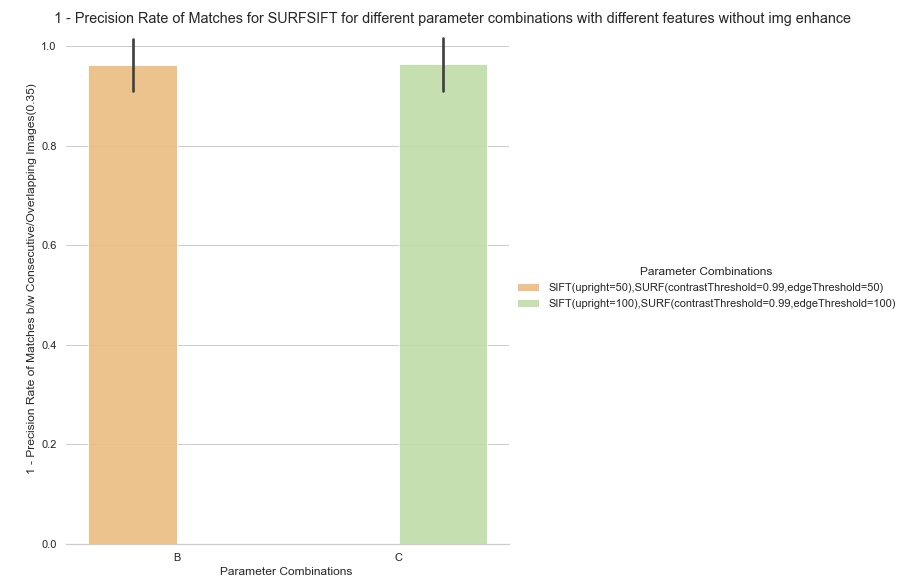 1 - Precision Rate of Matches for SURFSIFT for different parameter combinations with different features without img enhance
1 - Precision Rate of Matches b/w Consecutive/Overlapping Images(0.35)
1.0
0.8
0.6
0.4
0.2
0.0
B
C
Parameter Combinations
Parameter Combinations
SIFT(upright=50),SURF(contrastThreshold=0.99,edgeThreshold=50)
SIFT(upright=100),SURF(contrastThreshold=0.99,edgeThreshold=100)